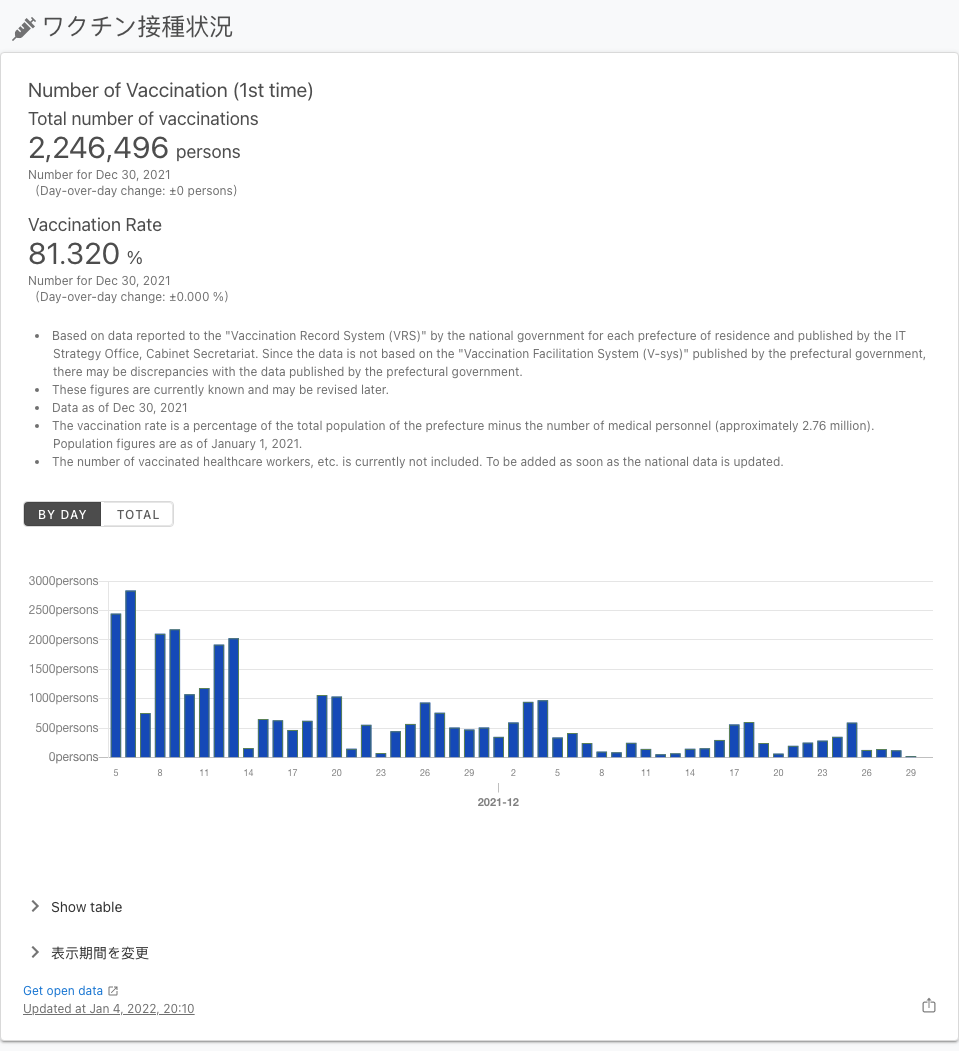 ワクチン接種状況
Number of Vaccination (1st time)
Total number of vaccinations
2,246,496 persons
Number for Dec 30, 2021
(Day-over-day change: ±0 persons)
Vaccination Rate
81.320 %
Number for Dec 30, 2021
(Day-over-day change: ±0.000 %)
• Based on data reported to the "Vaccination Record System (VRS)" by the national government for each prefecture of residence and published by the IT
Strategy Office, Cabinet Secretariat. Since the data is not based on the "Vaccination Facilitation System (V-sys)" published by the prefectural government,
there may be discrepancies with the data published by the prefectural government.
• These figures are currently known and may be revised later.
• Data as of Dec 30, 2021
• The vaccination rate is a percentage of the total population of the prefecture minus the number of medical personnel (approximately 2.76 million).
Population figures are as of January 1, 2021.
• The number of vaccinated healthcare workers, etc. is currently not included. To be added as soon as the national data is updated.
BY DAY TOTAL
3000persons
2500persons
2000persons
1500persons
1000persons
500persons
0persons
5 8 11 14 17 20 23 26 29 2 5 8 11 14 17 20 23 26 29
2021-12
Show table
表示期間を変更
Get open data
Updated at Jan 4, 2022, 20:10